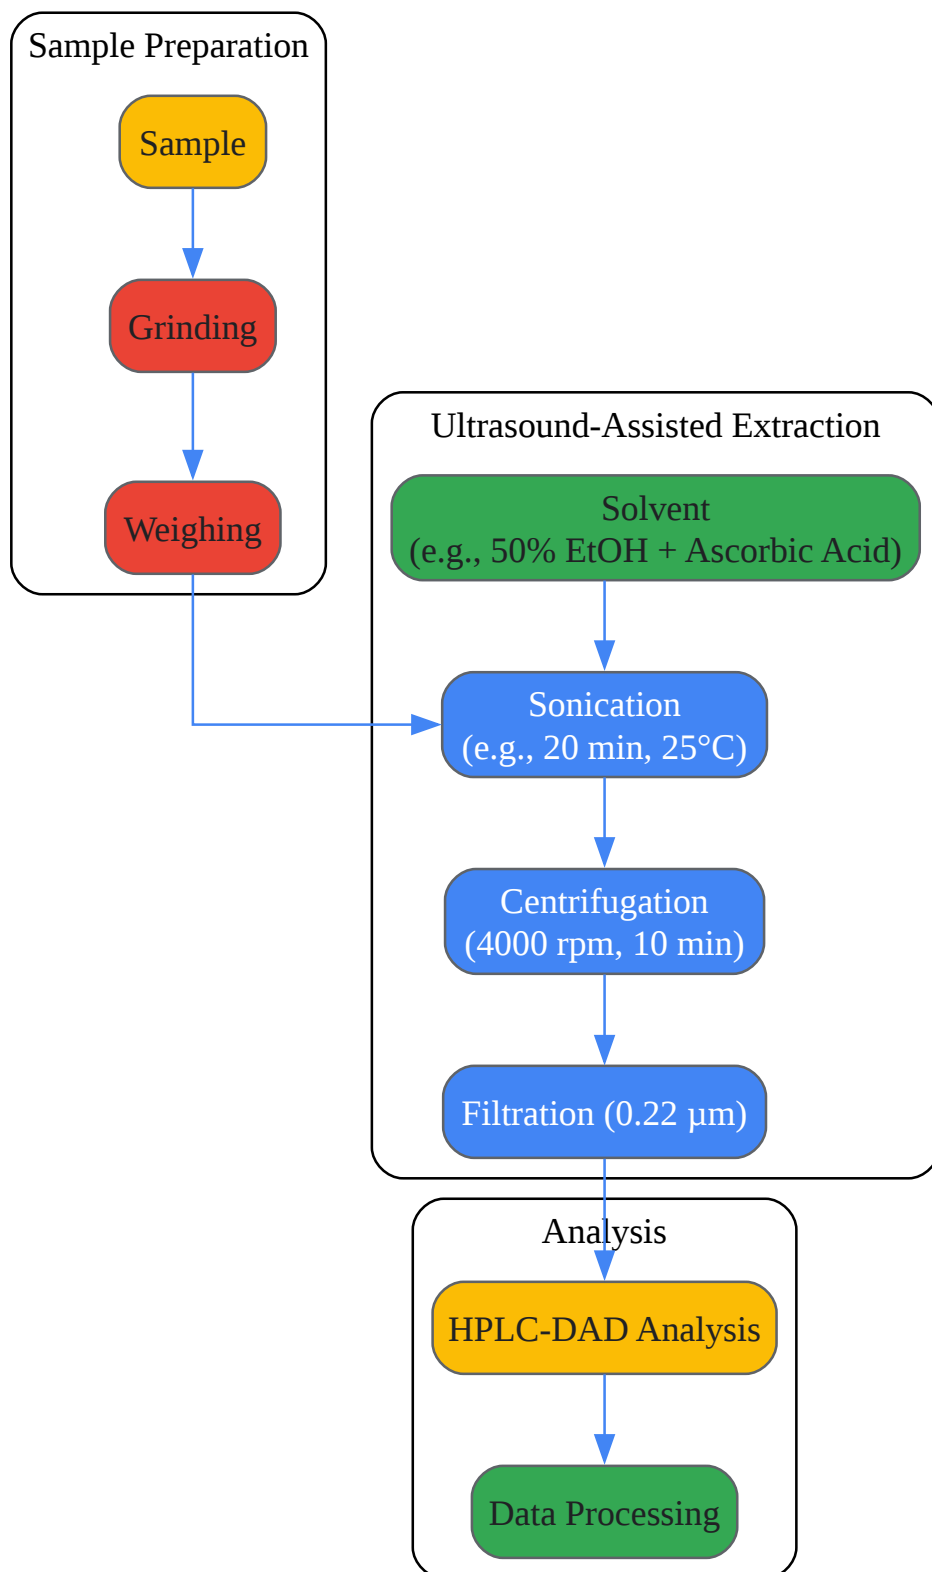 Sample Preparation
Sample
Grinding
Weighing
Ultrasound-Assisted Extraction
Solvent
(e.g., 50% EtOH + Ascorbic Acid)
Sonication
(e.g., 20 min, 25°C)
Centrifugation
(4000 rpm, 10 min)
Filtration (0.22 µm)
Analysis
HPLC-DAD Analysis
Data Processing